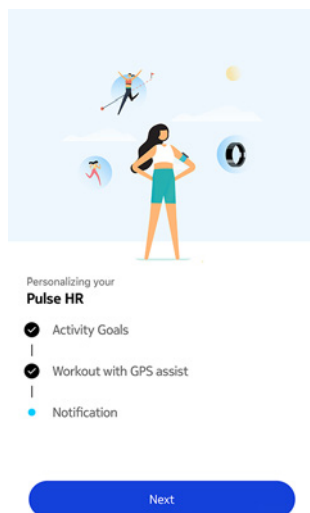 Personalizing your
Pulse HR
Activity Goals
Workout with GPS assist
Notification
Next